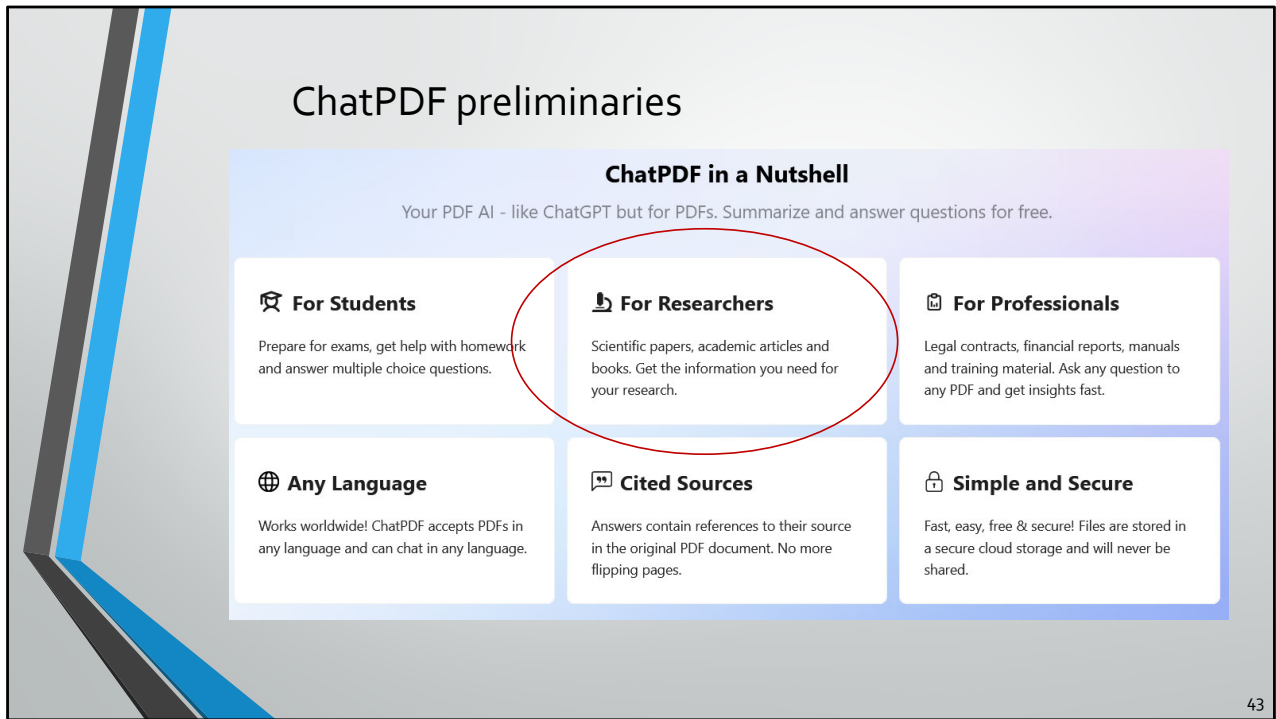 ChatPDF preliminaries
ChatPDF in a Nutshell
Your PDF AI - like ChatGPT but for PDFs. Summarize and answer questions for free.
For Students
Prepare for exams, get help with homework
and answer multiple choice questions.
For Researchers
Scientific papers, academic articles and
books. Get the information you need for
your research.
For Professionals
Legal contracts, financial reports, manuals
and training material. Ask any question to
any PDF and get insights fast.
Any Language
Works worldwide! ChatPDF accepts PDFs in
any language and can chat in any language.
Cited Sources
Answers contain references to their source
in the original PDF document. No more
flipping pages.
Simple and Secure
Fast, easy, free & secure! Files are stored in
a secure cloud storage and will never be
shared.
43